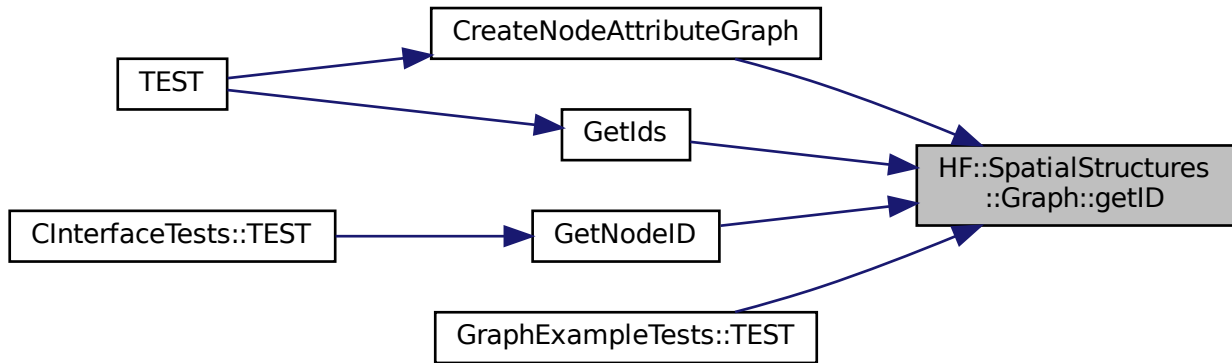 CreateNodeAttributeGraph
TEST
GetIds
HF::SpatialStructures
::Graph::getID
CInterfaceTests::TEST
GetNodeID
GraphExampleTests::TEST